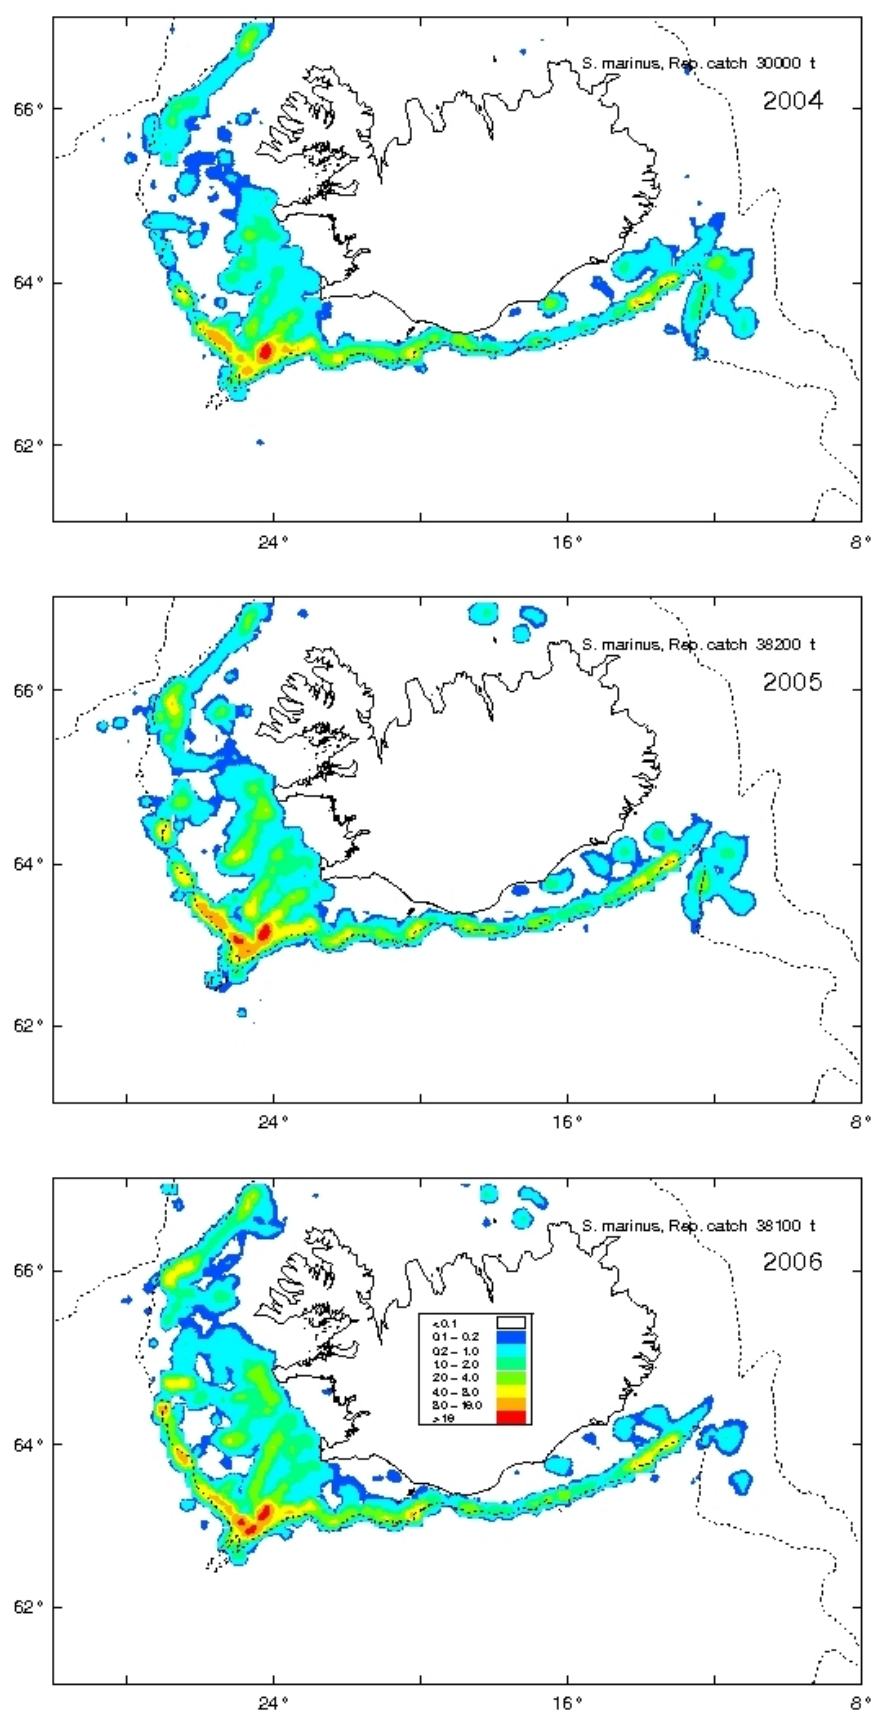 S. marinus, Rep. catch 30000 t
2004
66°
64°
62°
24° 16° 8°
S. marinus, Rep. catch 38200 t
2005
66°
64°
62°
24° 16° 8°
S. marinus, Rep. catch 38100 t
2006
66°
<0.1
0.1 - 0.2
0.2 - 1.0
1.0 - 2.0
2.0 - 4.0
4.0 - 8.0
8.0 - 16.0
>16
64°
62°
24° 16° 8°